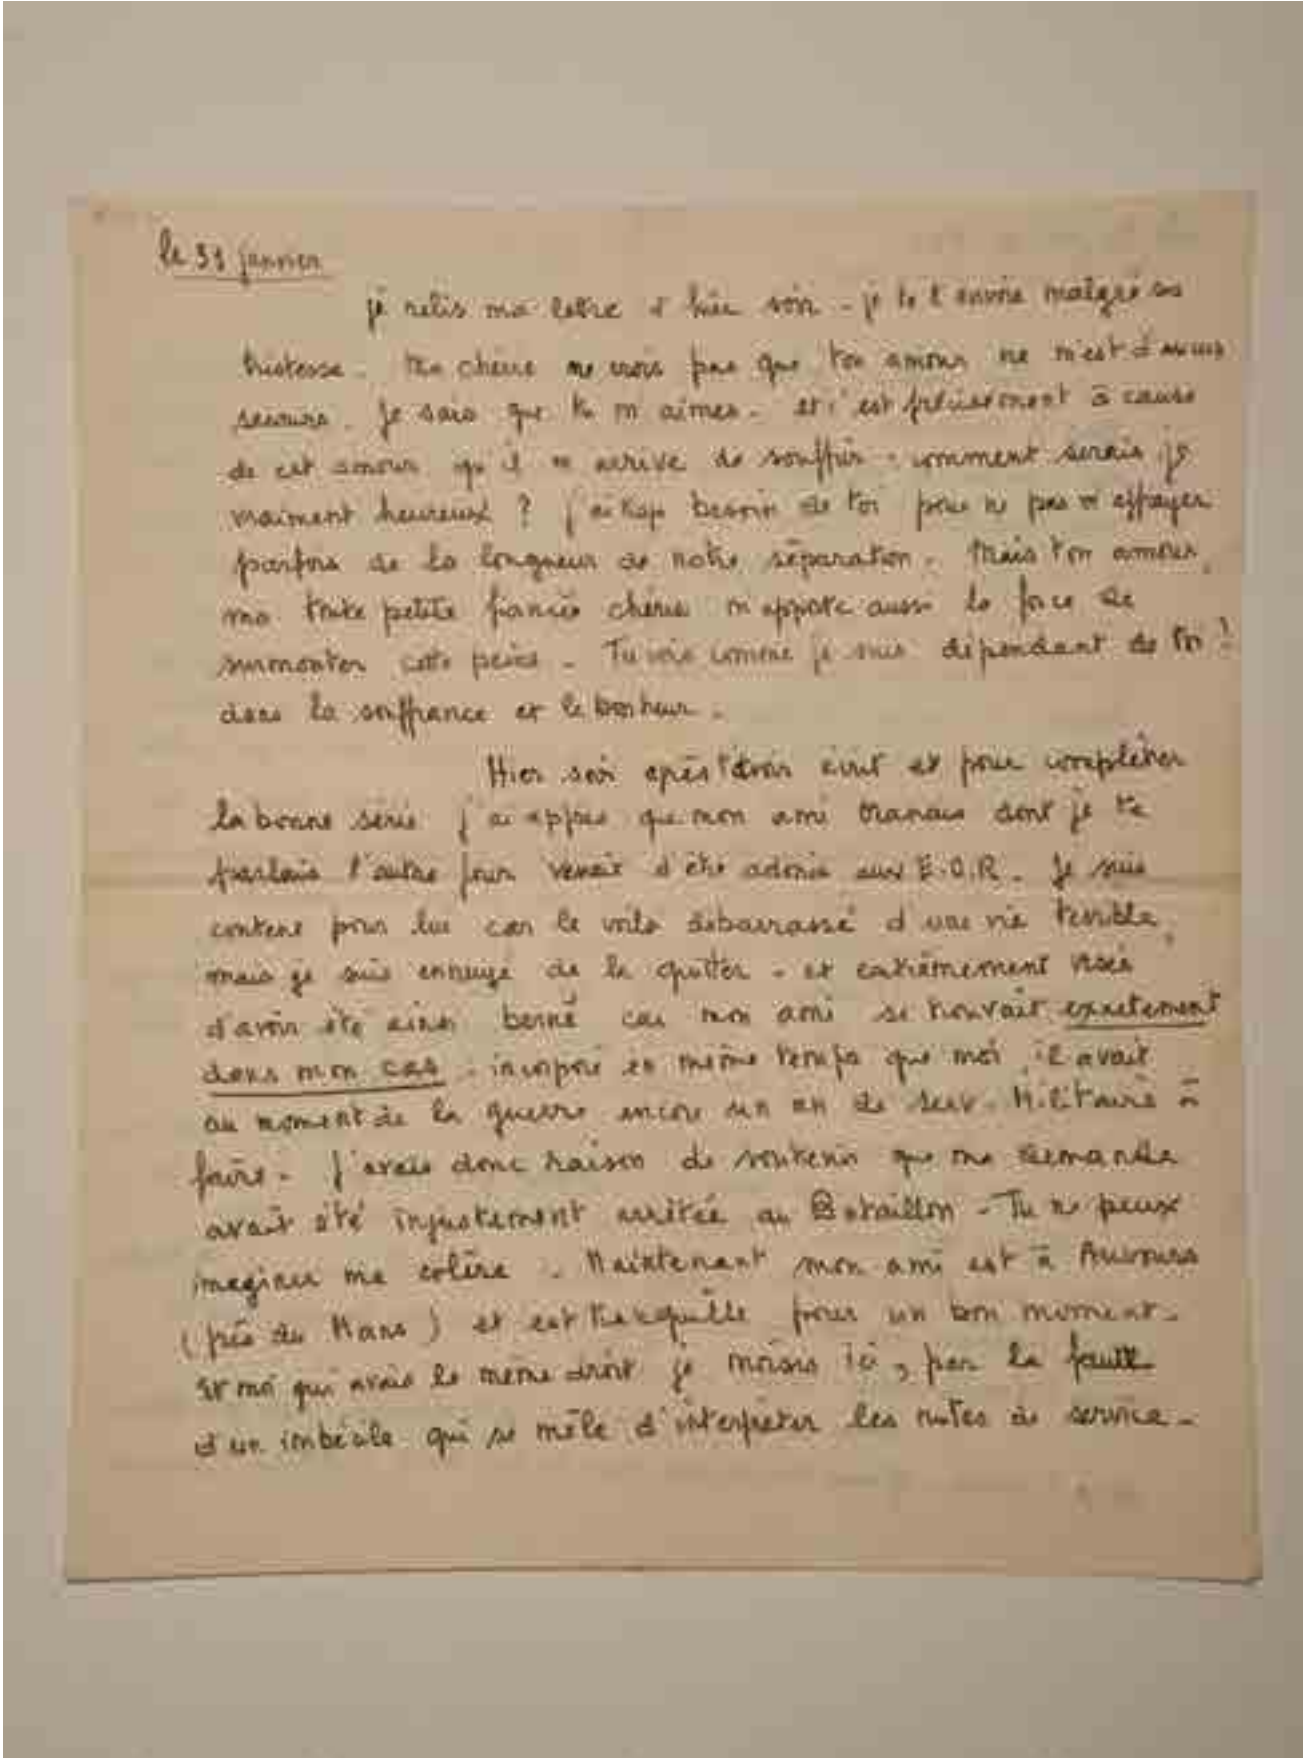 le 31 janvier
je relis ma lettre d'hier soir - je te l'envoie malgré sa
tristesse. Ma chérie ne crois pas que ton amour ne m'est d'aucun
secours. Je sais que tu m'aimes. et c'est précisément à cause
de cet amour qu'il m'arrive de souffrir. comment serais-je
vraiment heureux ? j'ai trop besoin de toi pour ne pas m'effrayer
parfois de la longueur de notre séparation. Mais ton amour,
ma toute petite fiancée chérie m'apporte aussi la force de
surmonter cette peine. Tu vois comme je suis dépendant de toi !
dans la souffrance et le bonheur.
Hier soir après t'avoir écrit et pour compléter
la bonne série j'ai appris que mon ami dont je te
parlais l'autre jour venait d'être admis aux E.O.R. Je suis
content pour lui car le voilà débarrassé d'une vie terrible,
mais je suis ennuyé de le quitter - et extrêmement vexé
d'avoir été ainsi berné car mon ami se trouvait exactement
dans mon cas : incorporé en même temps que moi, il avait
au moment de la guerre encore un an de serv. Militaire à
faire. J'avais donc raison de soutenir que ma demande
avait été injustement arrêtée au Bataillon - Tu ne peux
imaginer ma colère. Maintenant mon ami est à Auvours
(près du Mans) et est tranquille pour un bon moment.
Et moi qui avais le même droit je moisis ici, par la faute
d'un imbécile qui se mêle d'interpréter les notes de service.